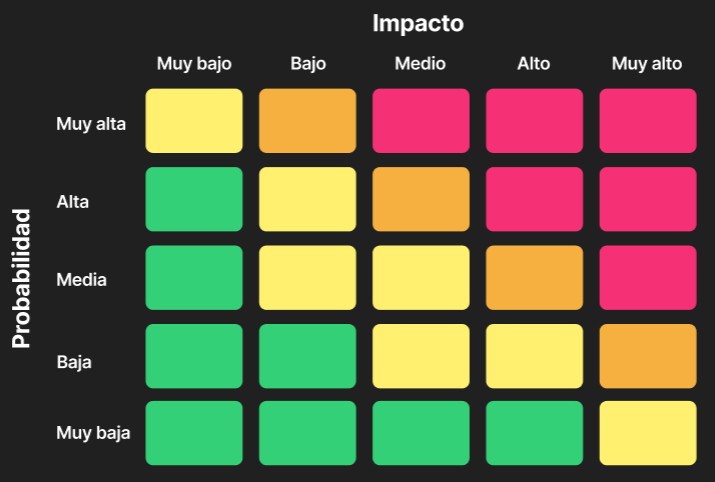 Impacto
Muy bajo Bajo Medio Alto Muy alto
Muy alta
Alta
Probabilidad
Media
Baja
Muy baja